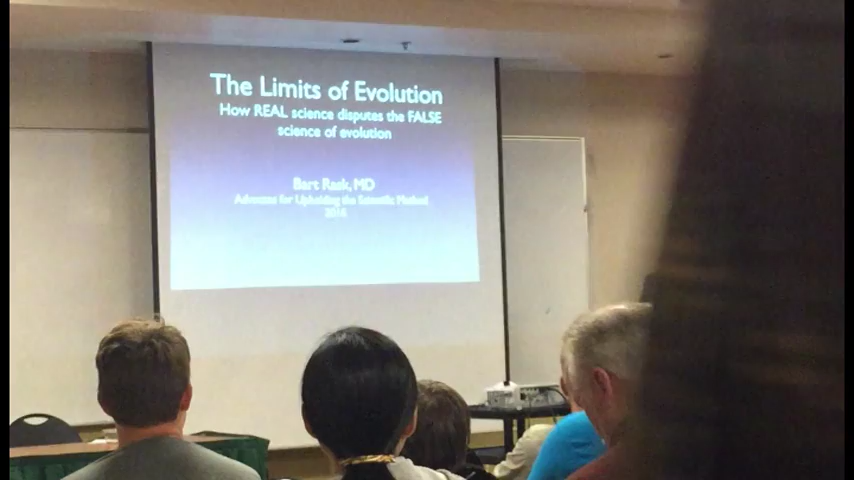 The Limits of Evolution
How REAL science disputes the FALSE
science of evolution
Bart Rask, MD
Advocates for Upholding the Scientific Method
2016